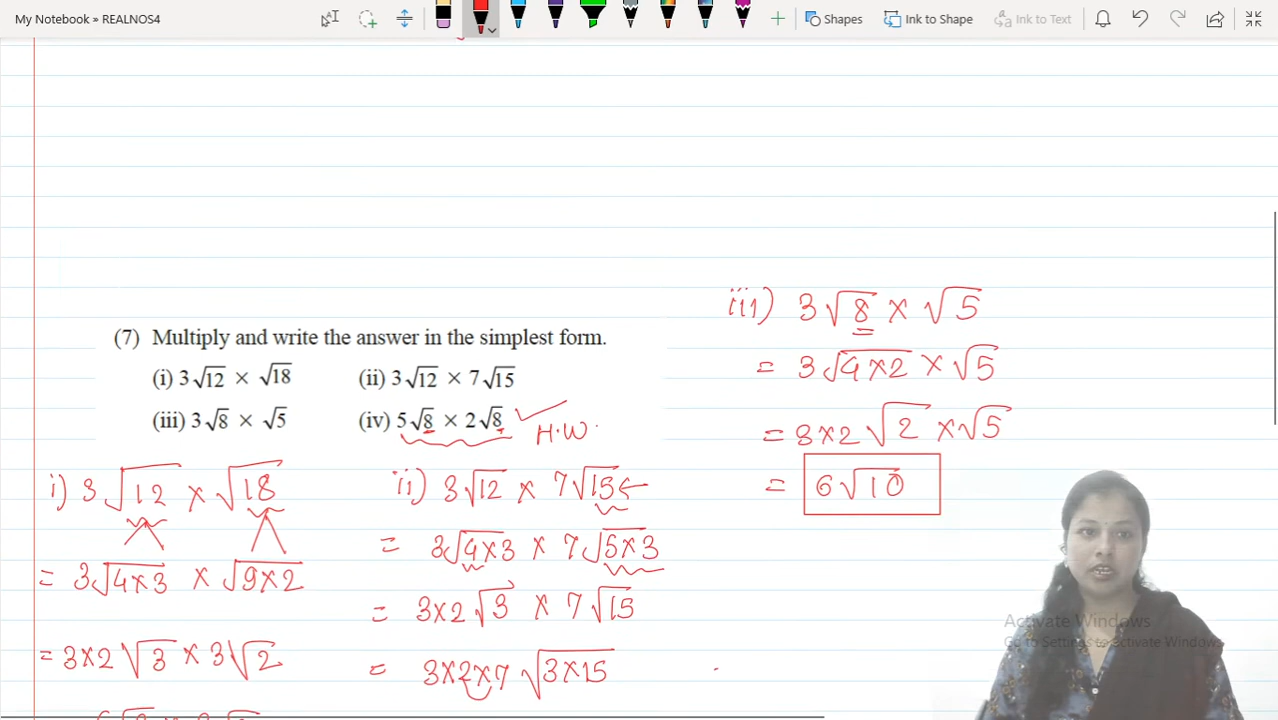 My Notebook » REALNOS4
Shapes
Ink to Shape
Ink to Text
(7) Multiply and write the answer in the simplest form.
(i) 3√12 × √18
(ii) 3√12 × 7√15
(iii) 3√8 × √5
(iv) 5√8 × 2√8
H.W.
i) 3√12 × √18
= 3√4×3 × √9×2
= 3×2√3 × 3√2
ii) 3√12 × 7√15
= 3√4×3 × 7√5×3
= 3×2√3 × 7√15
= 3×2×7√3×15
iii) 3√8 × √5
= 3√4×2 × √5
= 3×2√2 ×√5
= 6√10
Activate Windows
Go to Settings to Activate Windows.